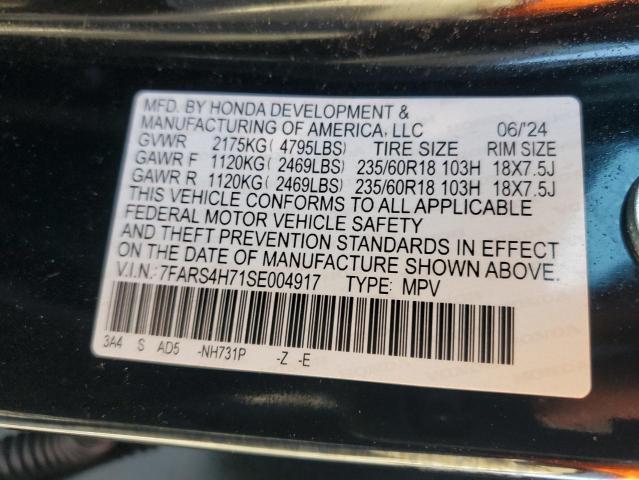 MFD. BY HONDA DEVELOPMENT &
MANUFACTURING OF AMERICA, LLC 06/'24
GVWR 2175KG( 4795LBS) TIRE SIZE RIM SIZE
GAWR F 1120KG( 2469LBS) 235/60R18 103H 18X7.5J
GAWR R 1120KG( 2469LBS) 235/60R18 103H 18X7.5J
THIS VEHICLE CONFORMS TO ALL APPLICABLE
FEDERAL MOTOR VEHICLE SAFETY
AND THEFT PREVENTION STANDARDS IN EFFECT
ON THE DATE OF MANUFACTURE SHOWN ABOVE.
V.I.N.:7FARS4H71SE004917 TYPE: MPV
3A4 S AD5 -NH731P -Z -E